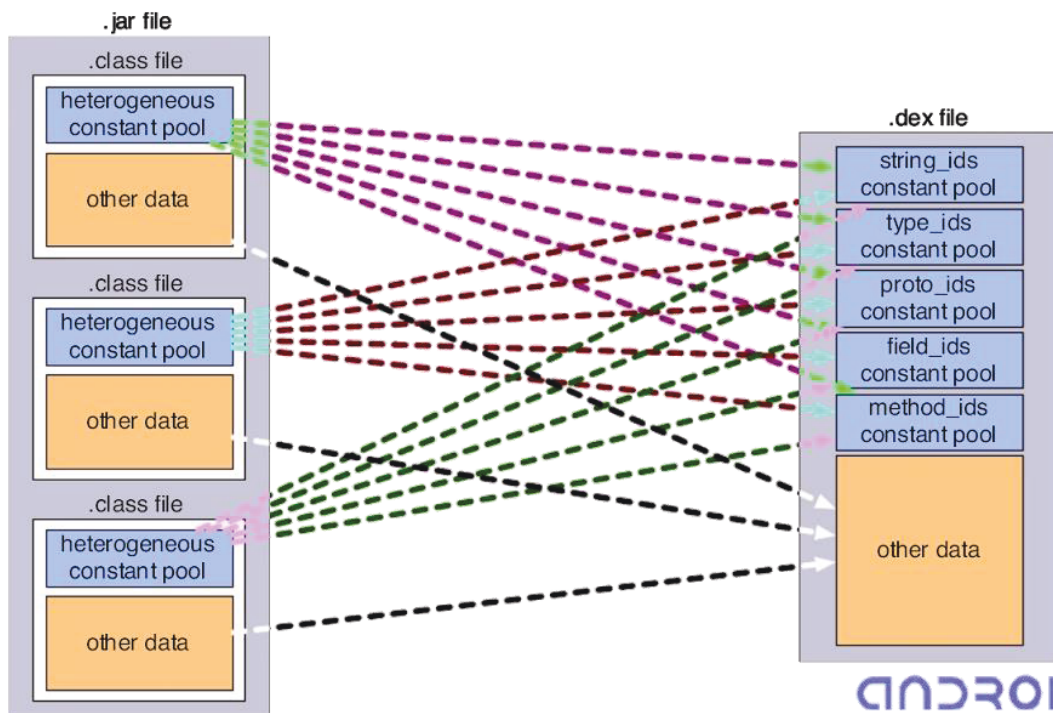 .jar file
.class file
heterogeneous
constant pool
other data
.class file
heterogeneous
constant pool
other data
.class file
heterogeneous
constant pool
other data
.dex file
string_ids
constant pool
type_ids
constant pool
proto_ids
constant pool
field_ids
constant pool
method_ids
constant pool
other data
ANDROI